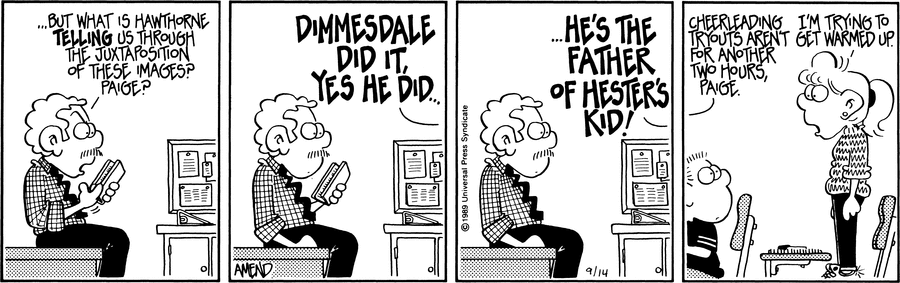 ...BUT WHAT IS HAWTHORNE
TELLING US THROUGH
THE JUXTAPOSITION
OF THESE IMAGES?
PAIGE?
DIMMESDALE
DID IT,
YES HE DID...
AMEND
© 1989 Universal Press Syndicate
...HE'S THE
FATHER
OF HESTER'S
KID!
9/14
CHEERLEADING
TRYOUTS AREN'T
FOR ANOTHER
TWO HOURS,
PAIGE.
I'M TRYING TO
GET WARMED UP.